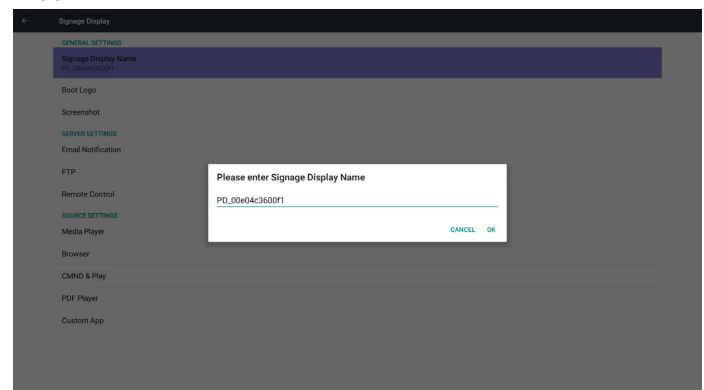 Signage Display
GENERAL SETTINGS
Signage Display Name
PD_00e04c3600f1
Boot Logo
Screenshot
SERVER SETTINGS
Email Notification
FTP
Remote Control
SOURCE SETTINGS
Media Player
Browser
CMND & Play
PDF Player
Custom App
Please enter Signage Display Name
PD_00e04c3600f1
CANCEL OK